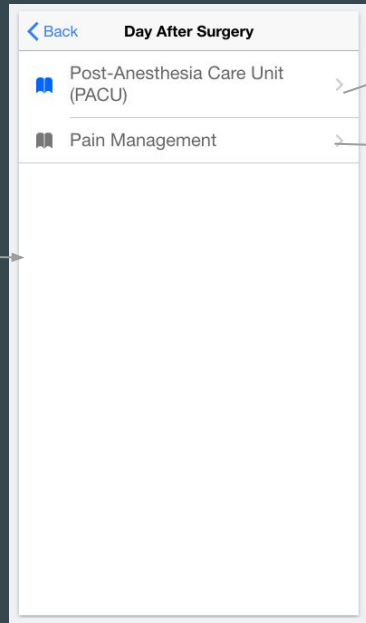 Back
Day After Surgery
Post-Anesthesia Care Unit
(PACU)
Pain Management